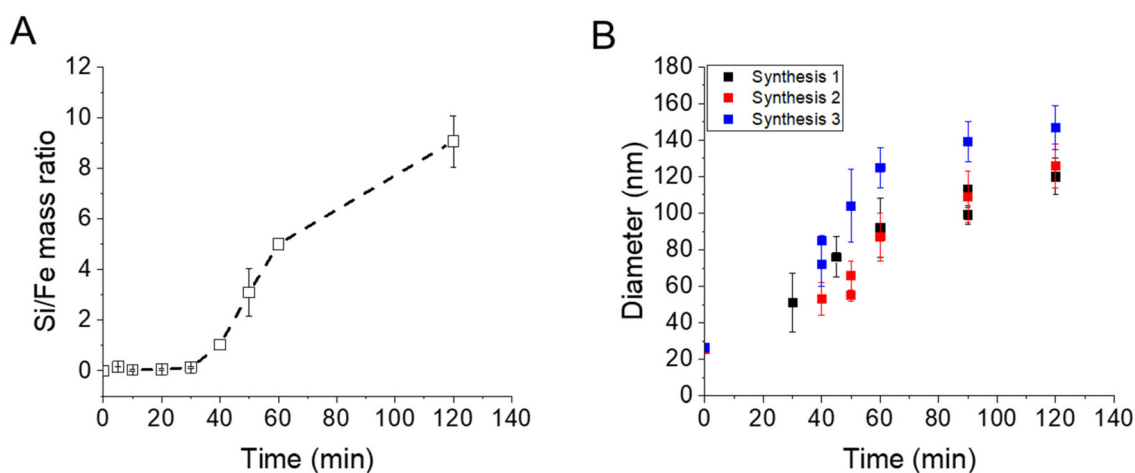 A
Si/Fe mass ratio
12
10
8
6
4
2
0
0 20 40 60 80 100 120 140
Time (min)
B
Diameter (nm)
180
160
140
120
100
80
60
40
20
0
Synthesis 1
Synthesis 2
Synthesis 3
0 20 40 60 80 100 120 140
Time (min)